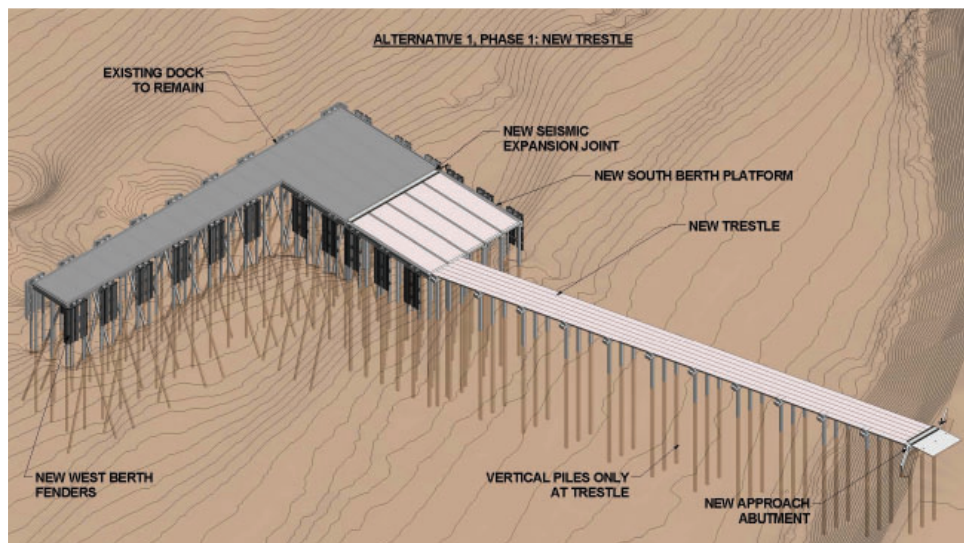 ALTERNATIVE 1, PHASE 1: NEW TRESTLE
EXISTING DOCK
TO REMAIN
NEW SEISMIC
EXPANSION JOINT
NEW SOUTH BERTH PLATFORM
NEW TRESTLE
NEW WEST BERTH
FENDERS
VERTICAL PILES ONLY
AT TRESTLE
NEW APPROACH
ABUTMENT